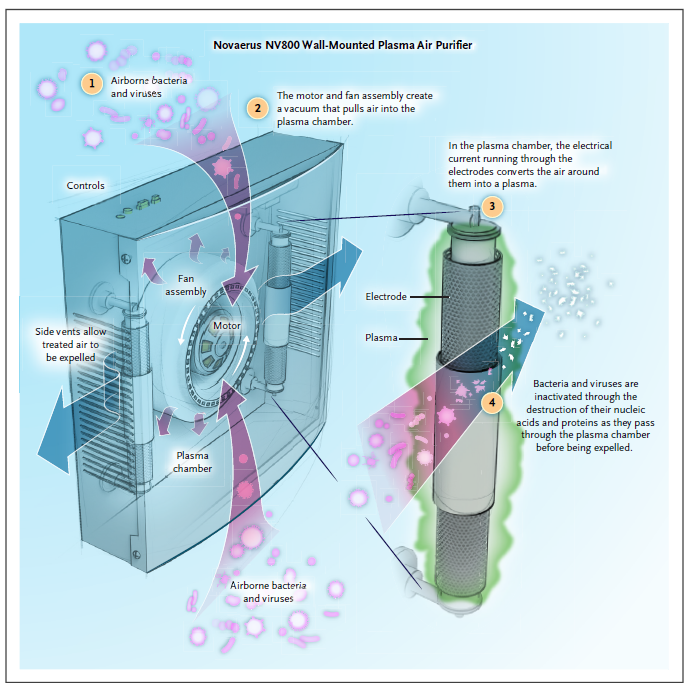 Novaerus NV800 Wall-Mounted Plasma Air Purifier
1
Airborne bacteria
and viruses
2
The motor and fan assembly create
a vacuum that pulls air into the
plasma chamber.
Controls
Fan
assembly
Motor
Side vents allow
treated air to
be expelled
Plasma
chamber
Airborne bacteria
and viruses
In the plasma chamber, the electrical
current running through the
electrodes converts the air around
them into a plasma.
3
Electrode
Plasma
4
Bacteria and viruses are
inactivated through the
destruction of their nucleic
acids and proteins as they pass
through the plasma chamber
before being expelled.